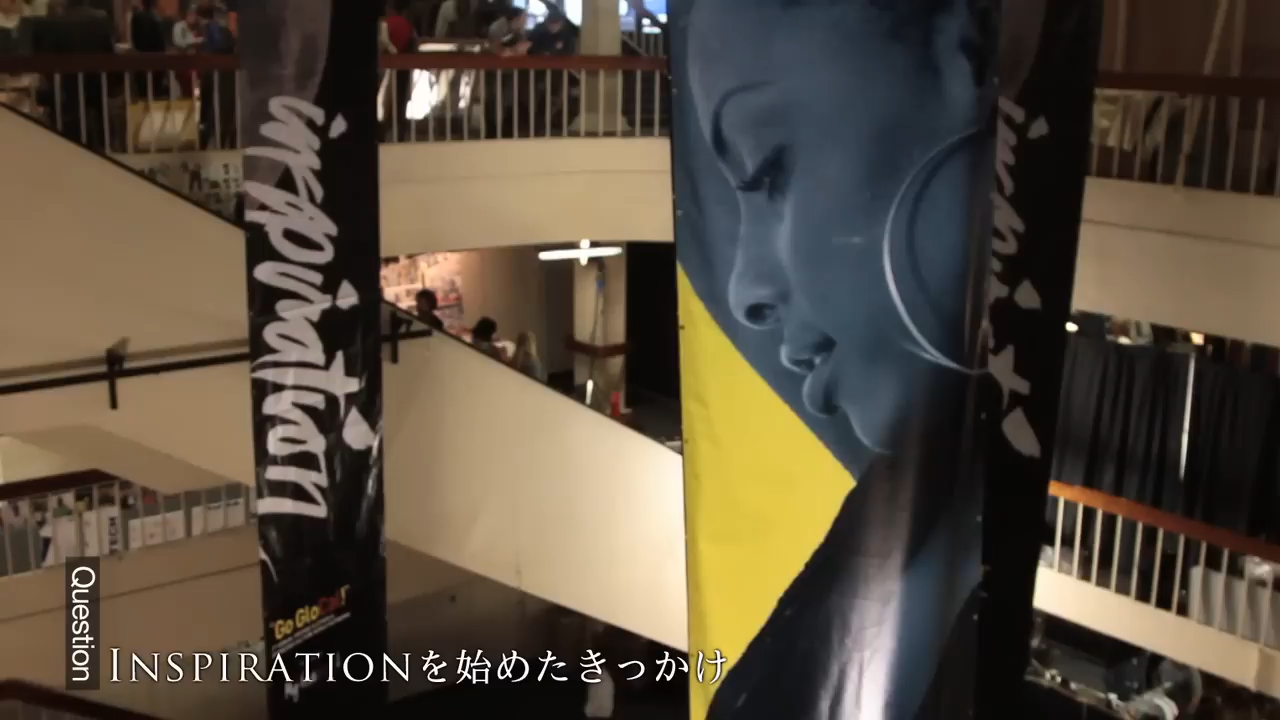 inspiration
inspiratio
"Go GloCal!"
Question
INSPIRATIONを始めたきっかけ